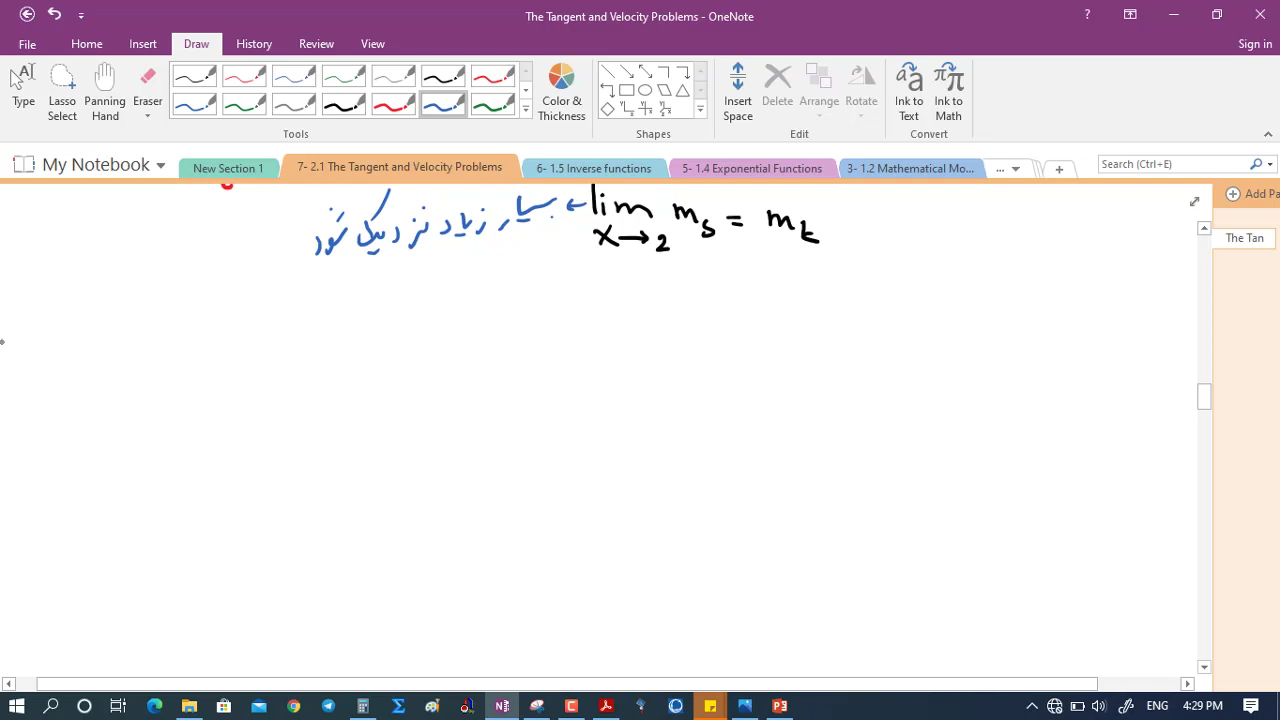 The Tangent and Velocity Problems - OneNote
File Home Insert Draw History Review View
Sign in
Type
Lasso Select
Panning Hand
Eraser
Color & Thickness
Insert Space
Delete
Arrange
Rotate
Ink to Text
Ink to Math
Tools
Shapes
Edit
Convert
My Notebook
New Section 1
7- 2.1 The Tangent and Velocity Problems
6- 1.5 Inverse functions
5- 1.4 Exponential Functions
3- 1.2 Mathematical Mo...
Search (Ctrl+E)
Add Pa
The Tan
بسیار زیاد نزدیک شود ← lim mₛ = mₜ
x→2
ENG
4:29 PM